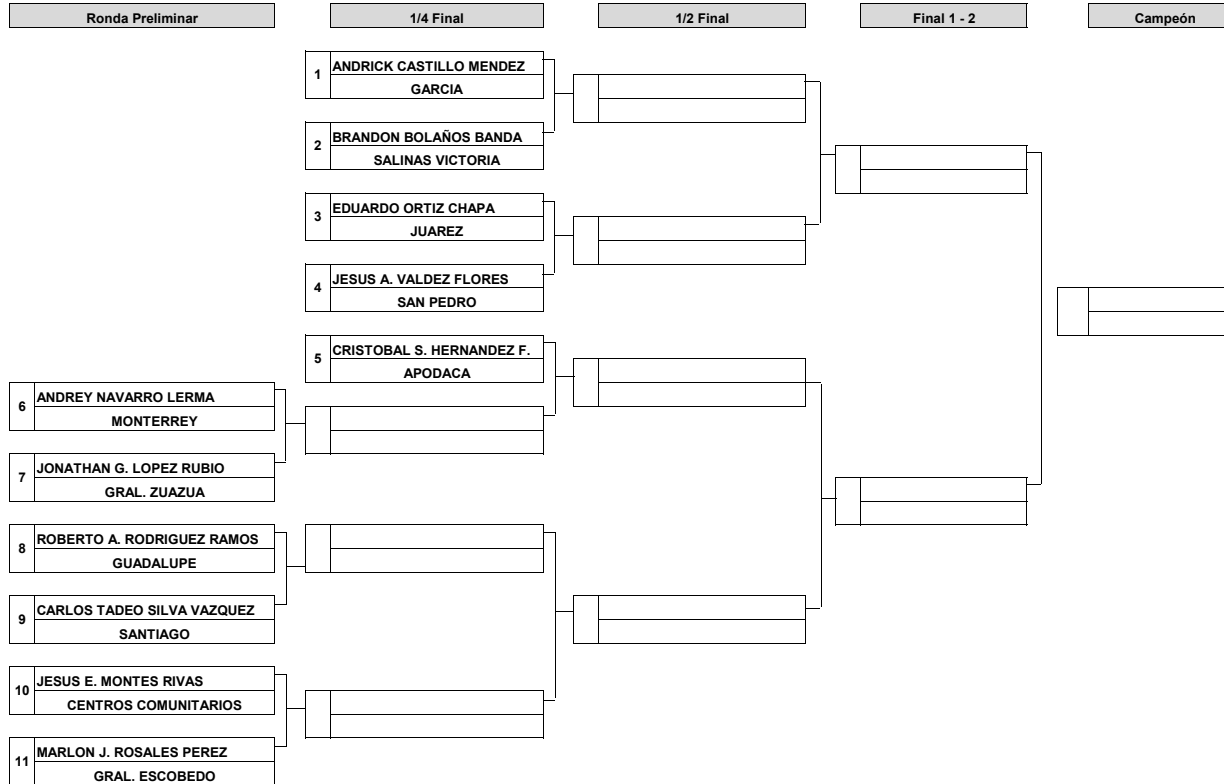 Ronda Preliminar 1/4 Final 1/2 Final Final 1 - 2 Campeón
1 ANDRICK CASTILLO MENDEZ
GARCIA
2 BRANDON BOLAÑOS BANDA
SALINAS VICTORIA
3 EDUARDO ORTIZ CHAPA
JUAREZ
4 JESUS A. VALDEZ FLORES
SAN PEDRO
5 CRISTOBAL S. HERNANDEZ F.
APODACA
6 ANDREY NAVARRO LERMA
MONTERREY
7 JONATHAN G. LOPEZ RUBIO
GRAL. ZUAZUA
8 ROBERTO A. RODRIGUEZ RAMOS
GUADALUPE
9 CARLOS TADEO SILVA VAZQUEZ
SANTIAGO
10 JESUS E. MONTES RIVAS
CENTROS COMUNITARIOS
11 MARLON J. ROSALES PEREZ
GRAL. ESCOBEDO